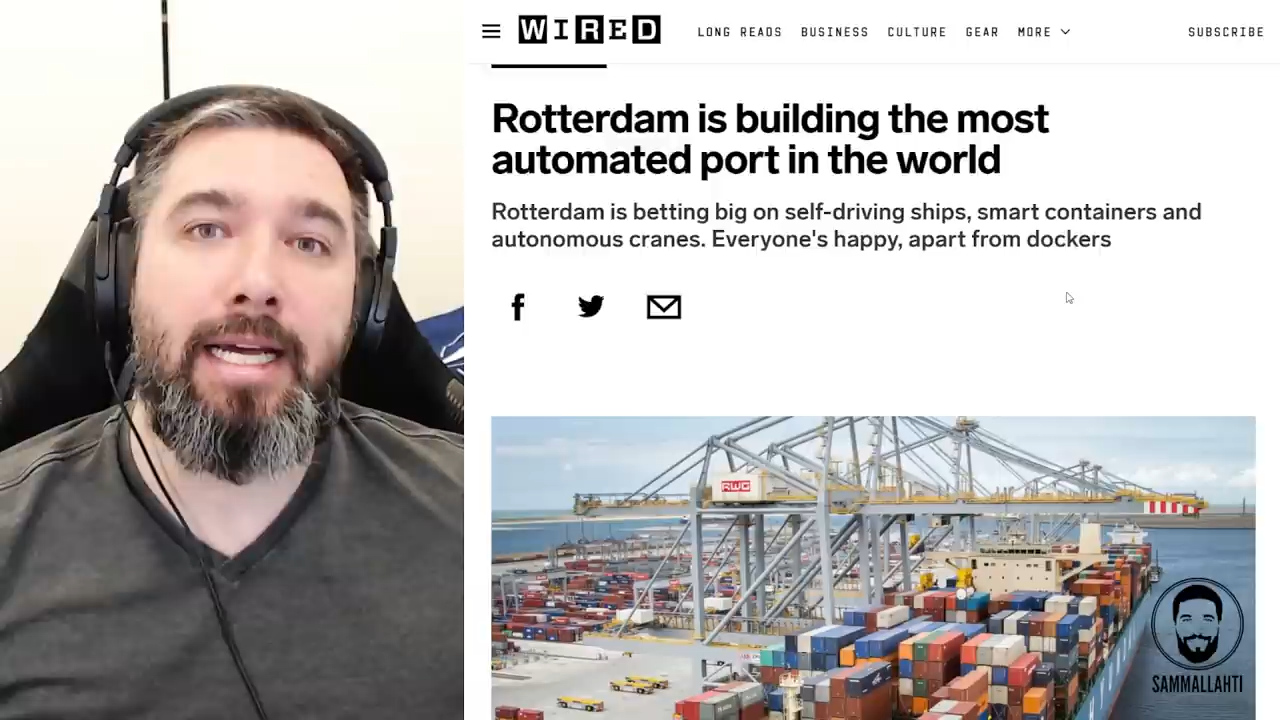 WIRED
LONG READS BUSINESS CULTURE GEAR MORE SUBSCRIBE
Rotterdam is building the most
automated port in the world
Rotterdam is betting big on self-driving ships, smart containers and
autonomous cranes. Everyone's happy, apart from dockers
RWG
SAMMALLAHTI